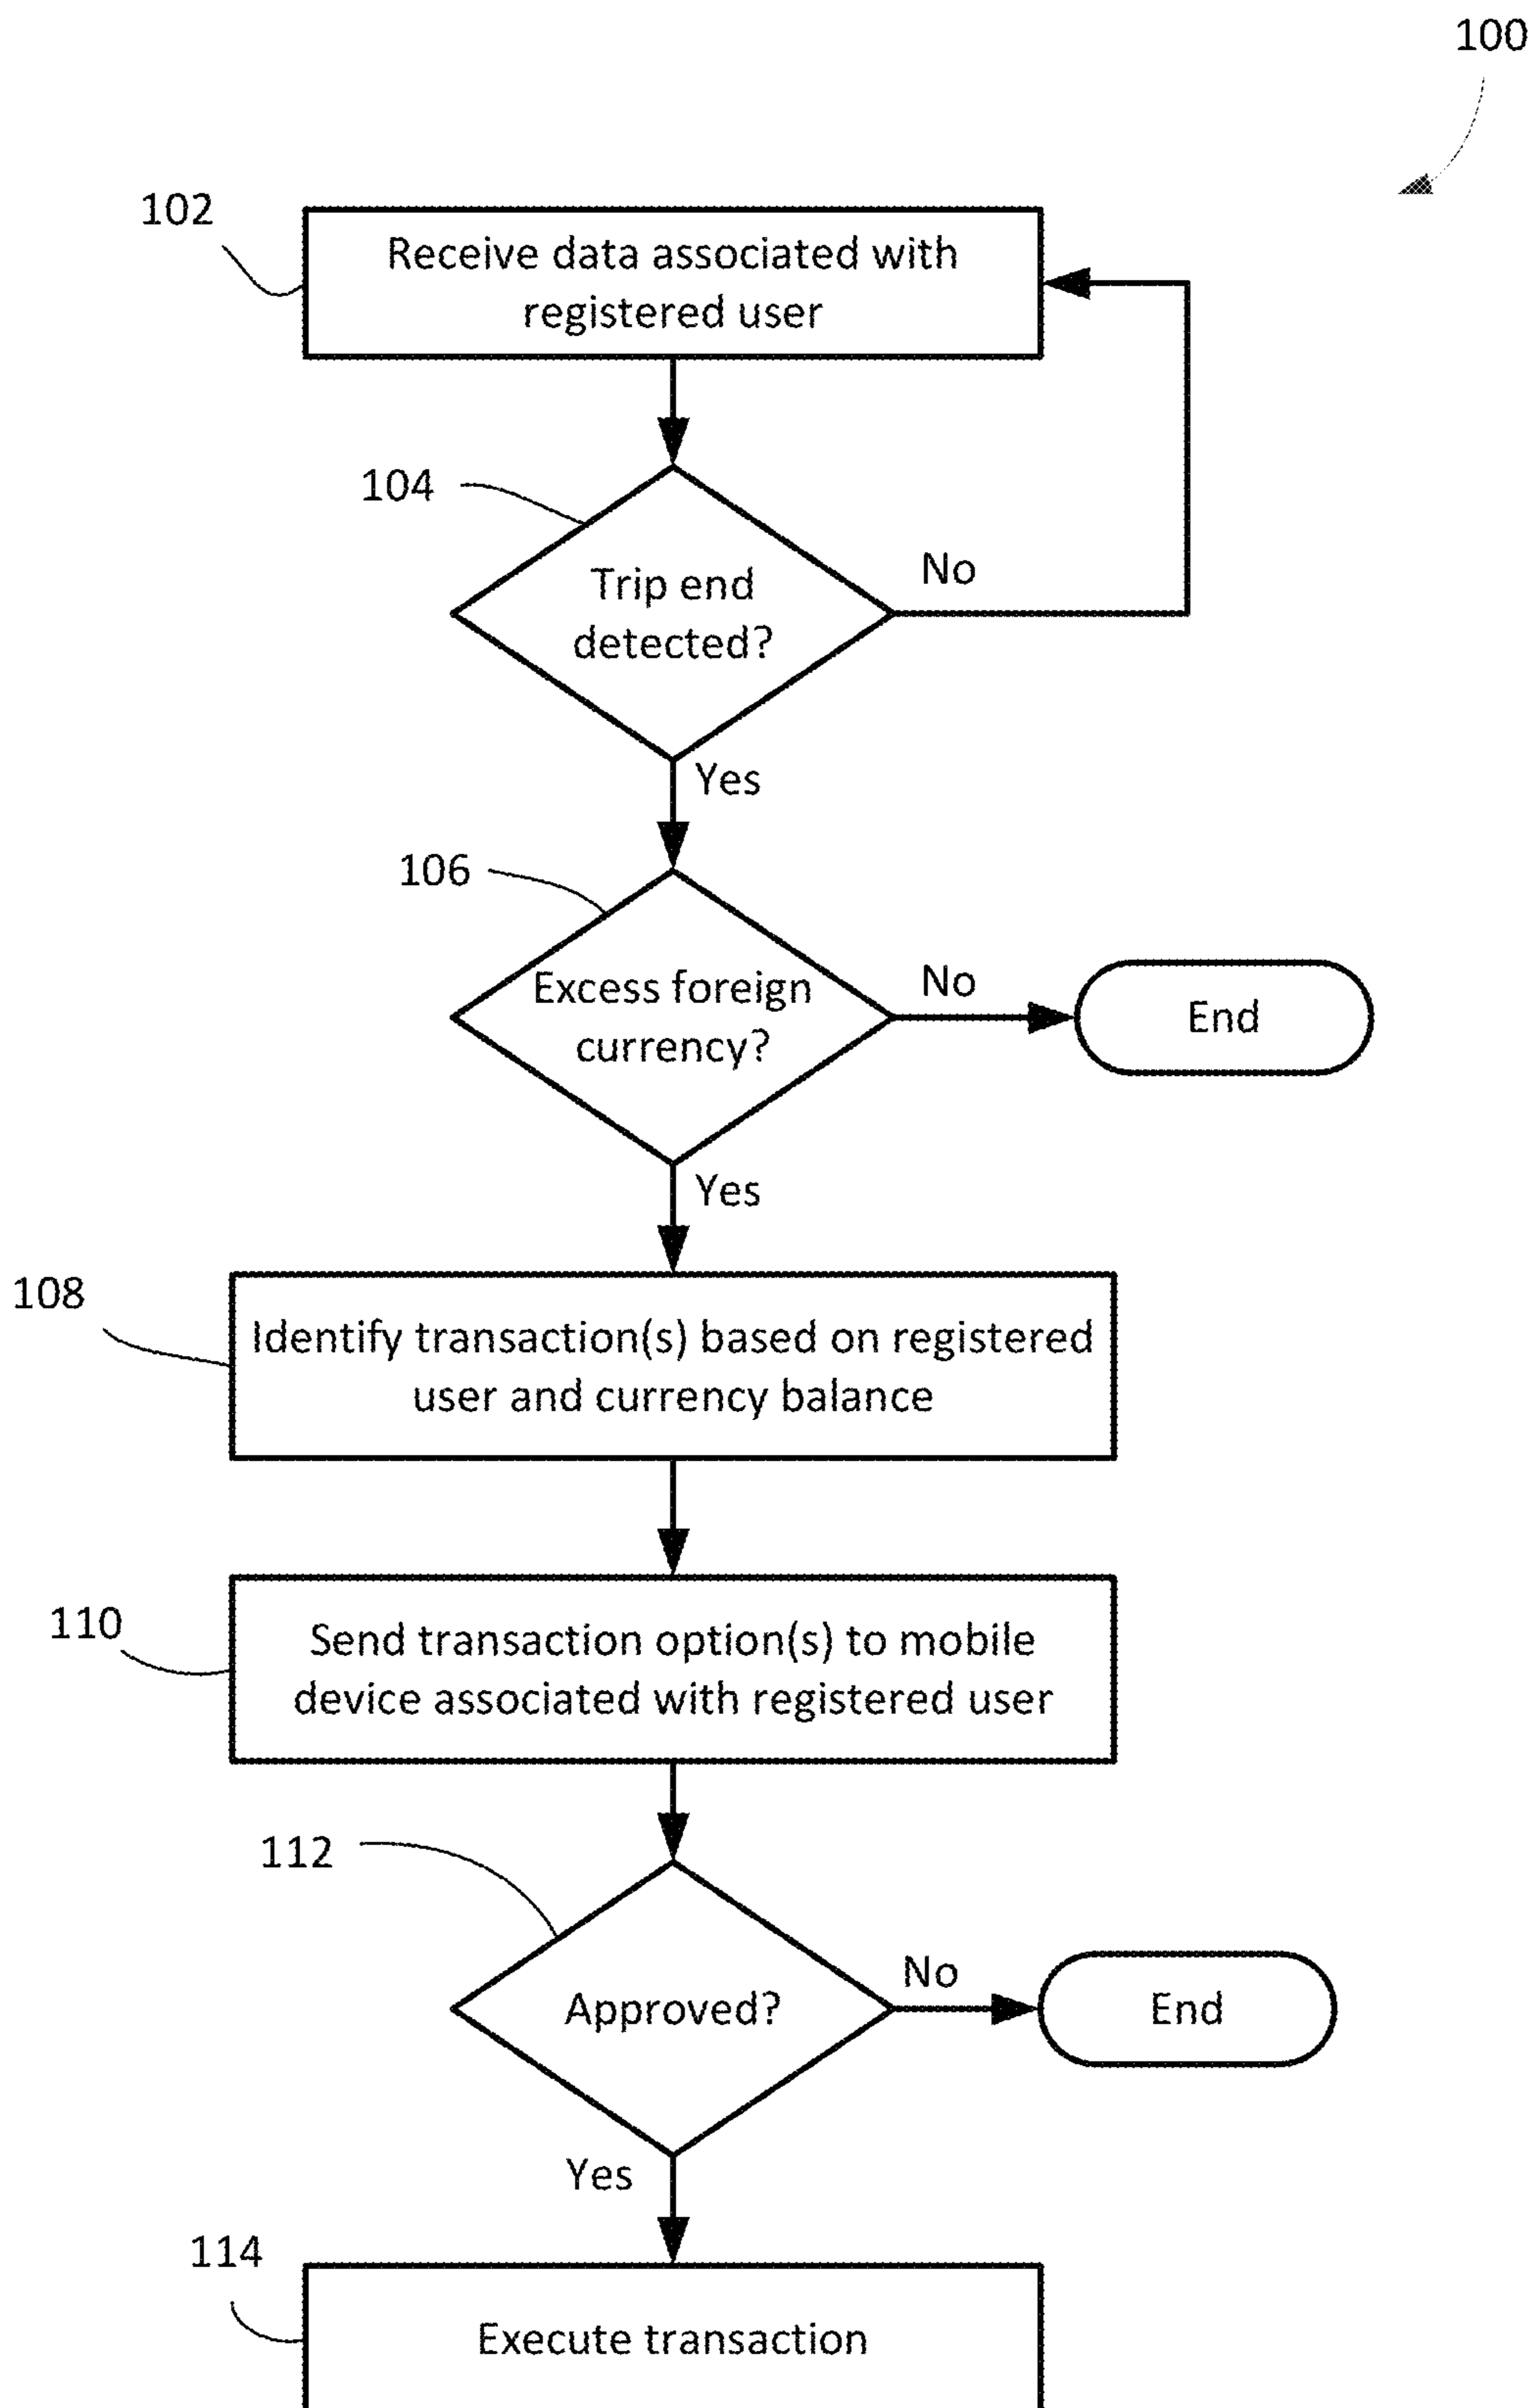 100
102
Receive data associated with
registered user
104
Trip end
detected?
No
Yes
106
Excess foreign
currency?
No
End
Yes
108
Identify transaction(s) based on registered
user and currency balance
110
Send transaction option(s) to mobile
device associated with registered user
112
Approved?
No
End
Yes
114
Execute transaction